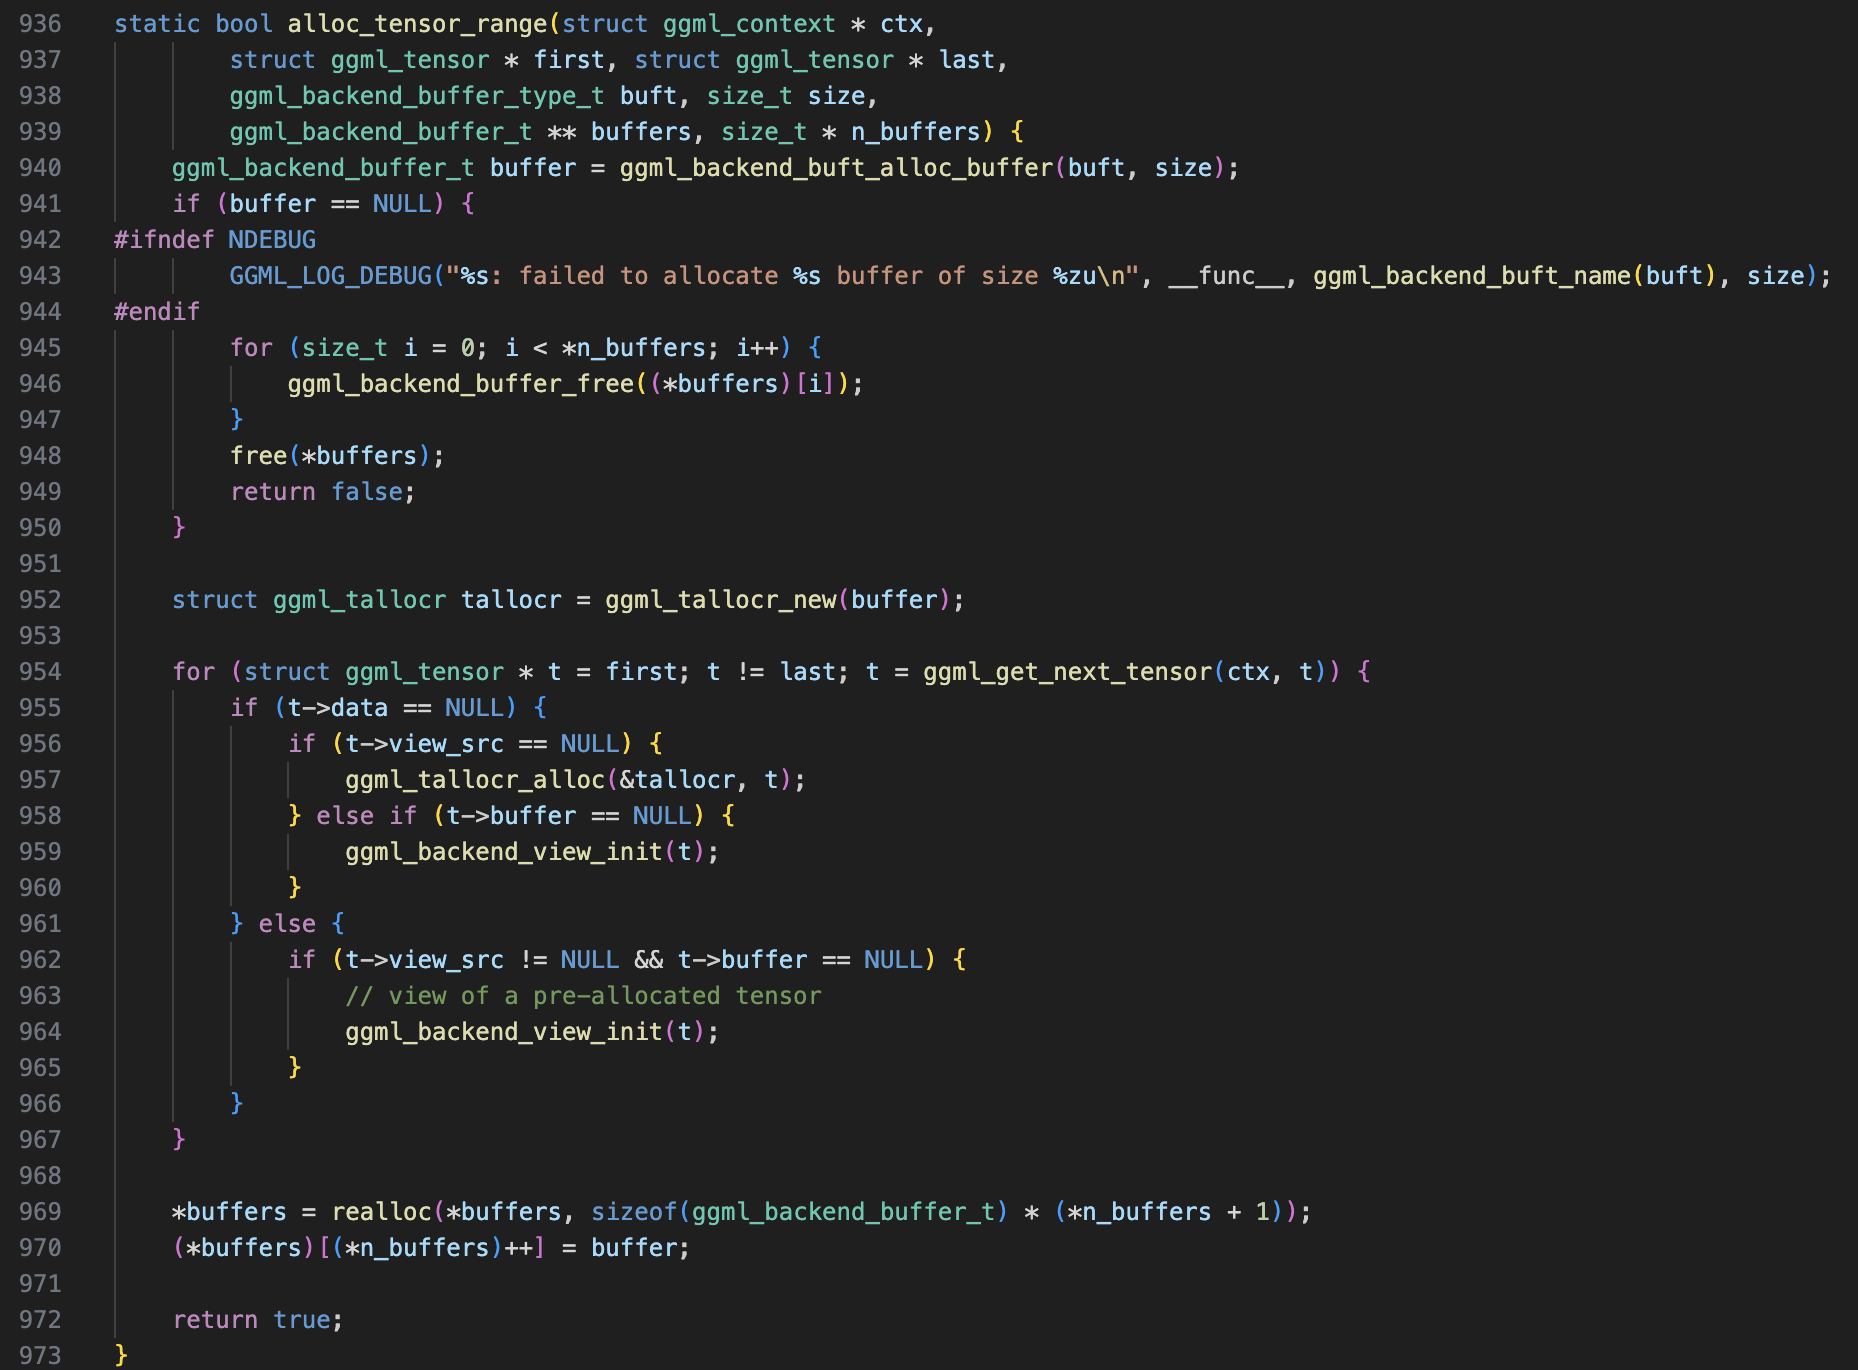 936 static bool alloc_tensor_range(struct ggml_context * ctx,
937         struct ggml_tensor * first, struct ggml_tensor * last,
938         ggml_backend_buffer_type_t buft, size_t size,
939         ggml_backend_buffer_t ** buffers, size_t * n_buffers) {
940     ggml_backend_buffer_t buffer = ggml_backend_buft_alloc_buffer(buft, size);
941     if (buffer == NULL) {
942 #ifndef NDEBUG
943         GGML_LOG_DEBUG("%s: failed to allocate %s buffer of size %zu\n", __func__, ggml_backend_buft_name(buft), size);
944 #endif
945         for (size_t i = 0; i < *n_buffers; i++) {
946             ggml_backend_buffer_free((*buffers)[i]);
947         }
948         free(*buffers);
949         return false;
950     }
951
952     struct ggml_tallocr tallocr = ggml_tallocr_new(buffer);
953
954     for (struct ggml_tensor * t = first; t != last; t = ggml_get_next_tensor(ctx, t)) {
955         if (t->data == NULL) {
956             if (t->view_src == NULL) {
957                 ggml_tallocr_alloc(&tallocr, t);
958             } else if (t->buffer == NULL) {
959                 ggml_backend_view_init(t);
960             }
961         } else {
962             if (t->view_src != NULL && t->buffer == NULL) {
963                 // view of a pre-allocated tensor
964                 ggml_backend_view_init(t);
965             }
966         }
967     }
968
969     *buffers = realloc(*buffers, sizeof(ggml_backend_buffer_t) * (*n_buffers + 1));
970     (*buffers)[(*n_buffers)++] = buffer;
971
972     return true;
973 }